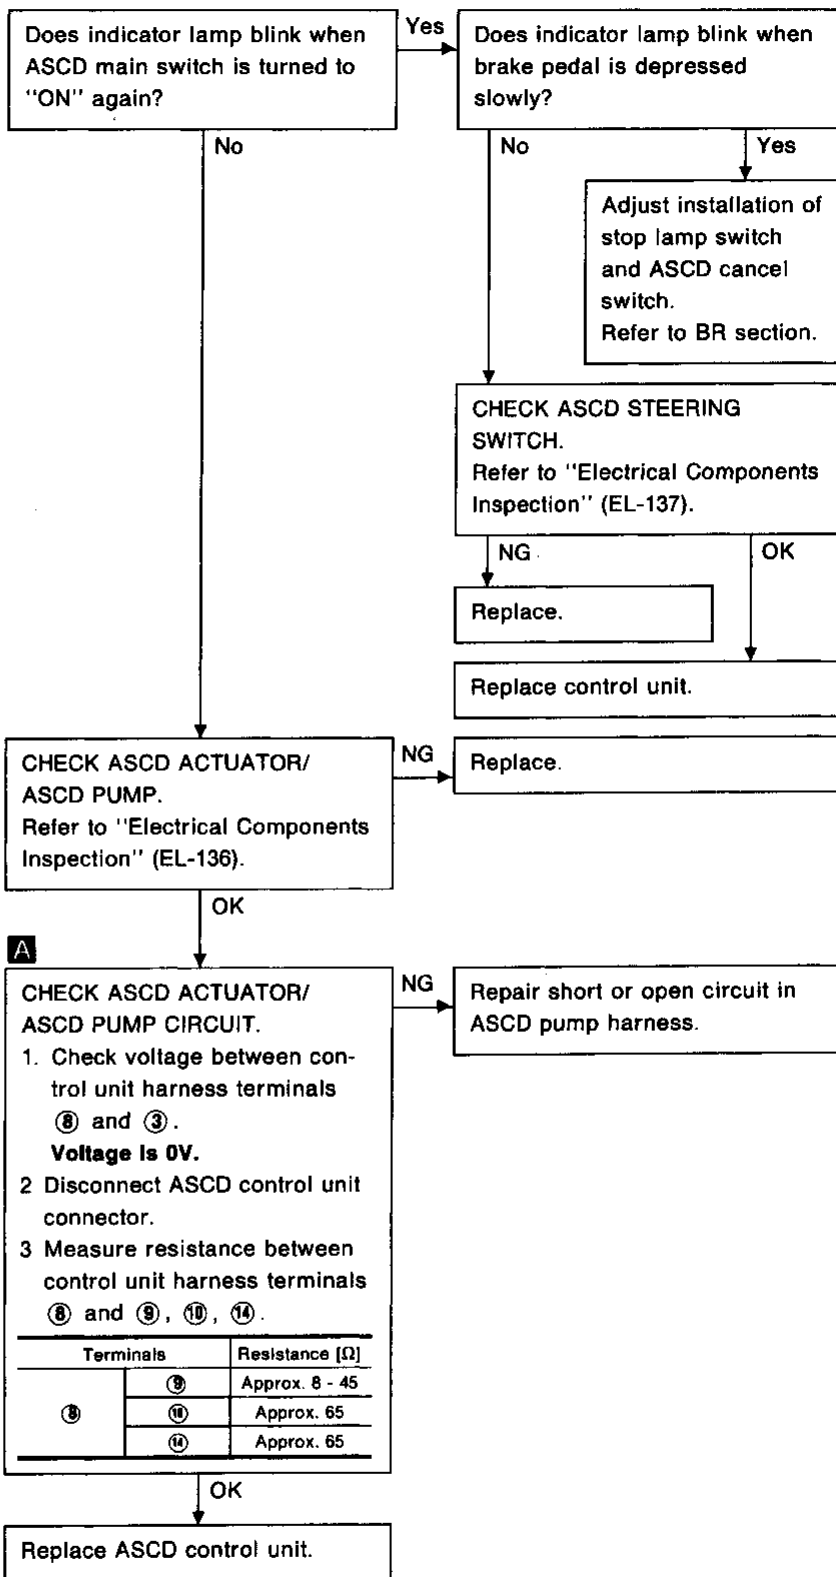 Does indicator lamp blink when
ASCD main switch is turned to
"ON" again?
Yes
Does indicator lamp blink when
brake pedal is depressed
slowly?
No
No
Yes
Adjust installation of
stop lamp switch
and ASCD cancel
switch.
Refer to BR section.
CHECK ASCD STEERING
SWITCH.
Refer to "Electrical Components
Inspection" (EL-137).
NG
OK
Replace.
Replace control unit.
CHECK ASCD ACTUATOR/
ASCD PUMP.
Refer to "Electrical Components
Inspection" (EL-136).
NG
Replace.
OK
A
CHECK ASCD ACTUATOR/
ASCD PUMP CIRCUIT.
1. Check voltage between con-
trol unit harness terminals
⑧ and ③.
Voltage is 0V.
2 Disconnect ASCD control unit
connector.
3 Measure resistance between
control unit harness terminals
⑧ and ⑨, ⑩, ⑭.
Terminals Resistance [Ω]
⑧ ⑨ Approx. 8 - 45
⑩ Approx. 65
⑭ Approx. 65
NG
Repair short or open circuit in
ASCD pump harness.
OK
Replace ASCD control unit.